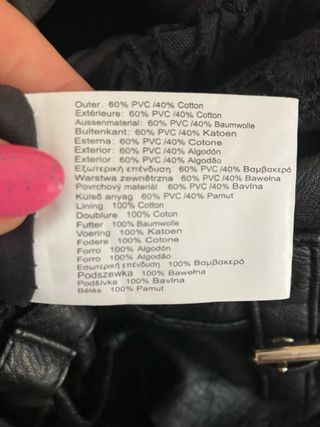 Outer. 60% PVC /40% Cotton
Extérieure: 60% PVC /40% Cotton
Aussenmaterial: 60% PVC /40% Baumwolle
Buitenkant: 60% PVC /40% Katoen
Esterna: 60% PVC /40% Cotone
Exterior: 60% PVC /40% Algodón
Exterior: 60% PVC /40% Algodão
Εξωτερική επένδυση 60% PVC /40% Βαμβακερό
Warstwa zewnętrzna 60% PVC /40% Bawełna
Povrchový materiál 60% PVC /40% Bavlna
Külső anyag 60% PVC /40% Pamut
Lining 100% Cotton
Doublure 100% Coton
Futter 100% Baumwolle
Voering 100% Katoen
Fodera 100% Cotone
Forro 100% Algodón
Forro 100% Algodão
Εσωτερική επένδυση 100% Βαμβακερό
Podszewka 100% Bawełna
Podšívka 100% Bavlna
Bélés 100% Pamut